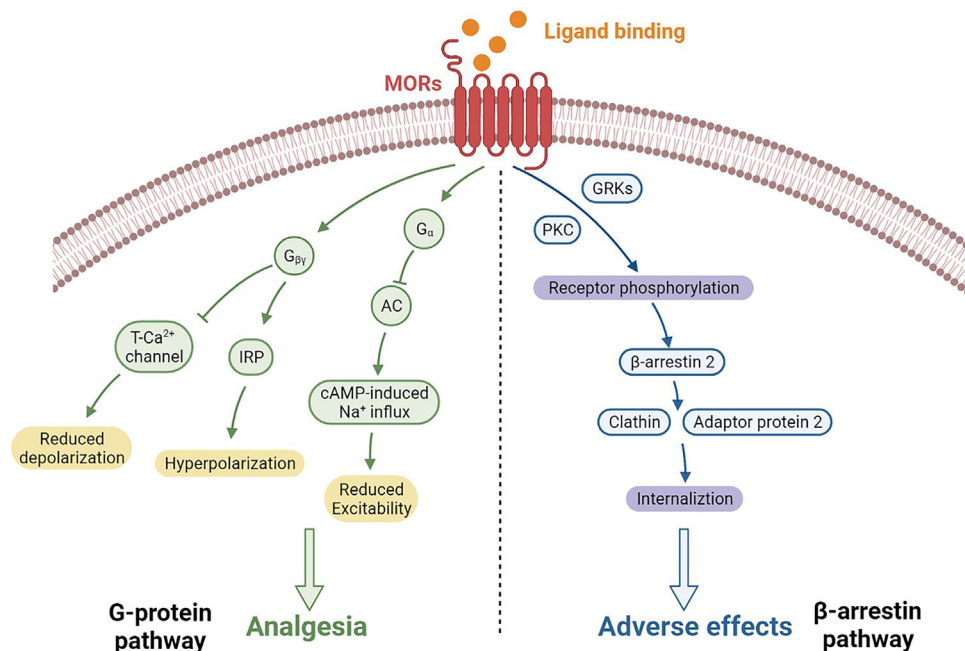 Ligand binding
MORs
GRKs
PKC
Gα
Gβγ
AC
T-Ca²⁺
channel
IRP
cAMP-induced
Na⁺ influx
Reduced
depolarization
Hyperpolarization
Reduced
Excitability
Receptor phosphorylation
β-arrestin 2
Clathin
Adaptor protein 2
Internaliztion
G-protein
pathway
Analgesia
Adverse effects
β-arrestin
pathway